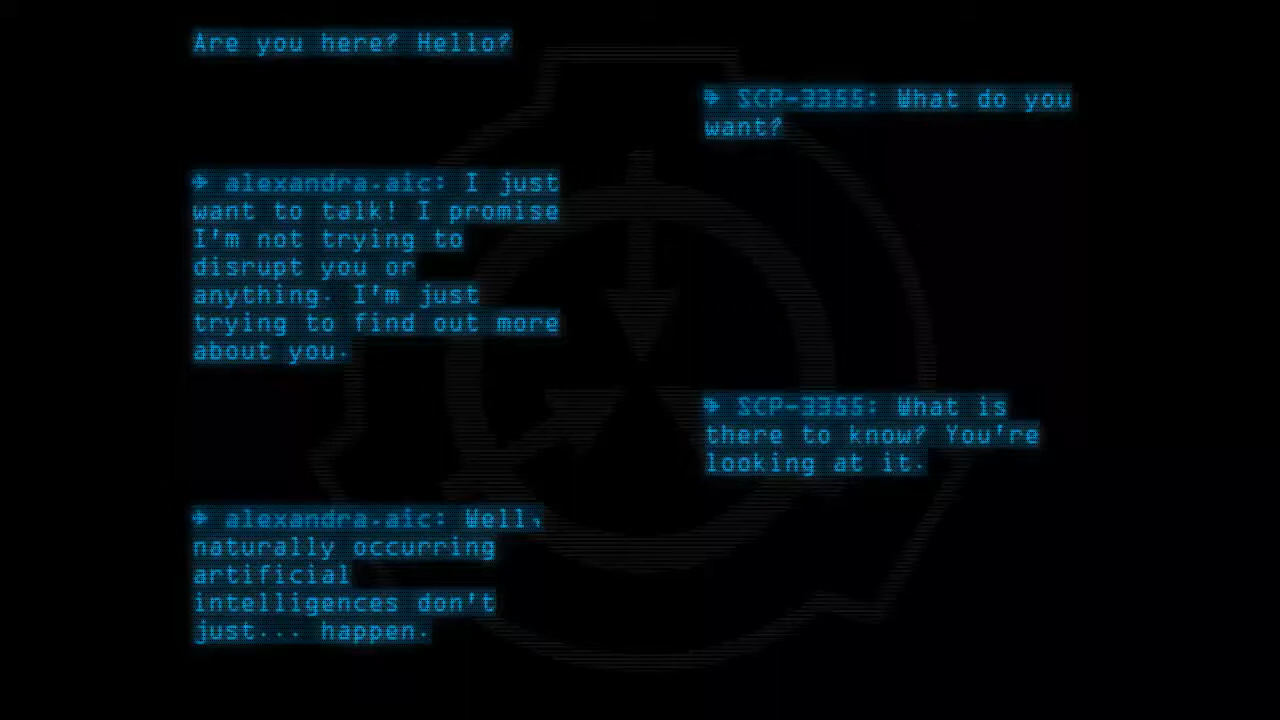 Are you here? Hello?
→ SCP-3355: What do you
want?
→ alexandra.aic: I just
want to talk! I promise
I'm not trying to
disrupt you or
anything. I'm just
trying to find out more
about you.
→ SCP-3355: What is
there to know? You're
looking at it.
→ alexandra.aic: Well,
naturally occurring
artificial
intelligences don't
just... happen.